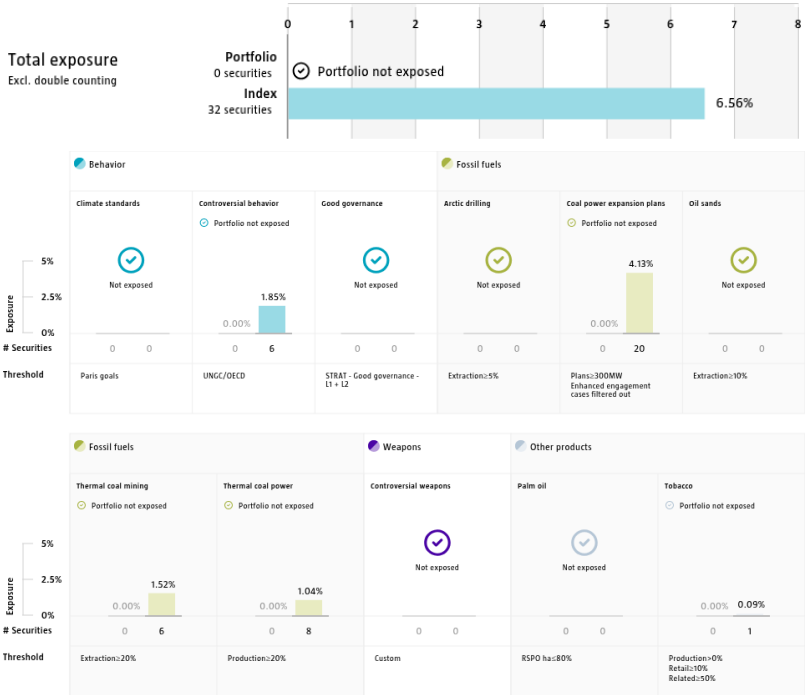 0 1 2 3 4 5 6 7 8
Total exposure
Excl. double counting
Portfolio
0 securities
Portfolio not exposed
Index
32 securities
6.56%
Behavior
Fossil fuels
Climate standards
Controversial behavior
Good governance
Arctic drilling
Coal power expansion plans
Oil sands
Portfolio not exposed
Portfolio not exposed
Not exposed
Not exposed
Not exposed
Not exposed
Exposure
5%
2.5%
0%
0.00%
1.85%
0.00%
4.13%
# Securities
0 0
0 6
0 0
0 0
0 20
0 0
Threshold
Paris goals
UNGC/OECD
STRAT - Good governance -
L1 + L2
Extraction≥5%
Plans≥300MW
Enhanced engagement
cases filtered out
Extraction≥10%
Fossil fuels
Weapons
Other products
Thermal coal mining
Thermal coal power
Controversial weapons
Palm oil
Tobacco
Portfolio not exposed
Portfolio not exposed
Portfolio not exposed
Not exposed
Not exposed
Exposure
5%
2.5%
0%
0.00%
1.52%
0.00%
1.04%
0.00%
0.09%
# Securities
0 6
0 8
0 0
0 0
0 1
Threshold
Extraction≥20%
Production≥20%
Custom
RSPO ha≤80%
Production>0%
Retail≥10%
Related≥50%